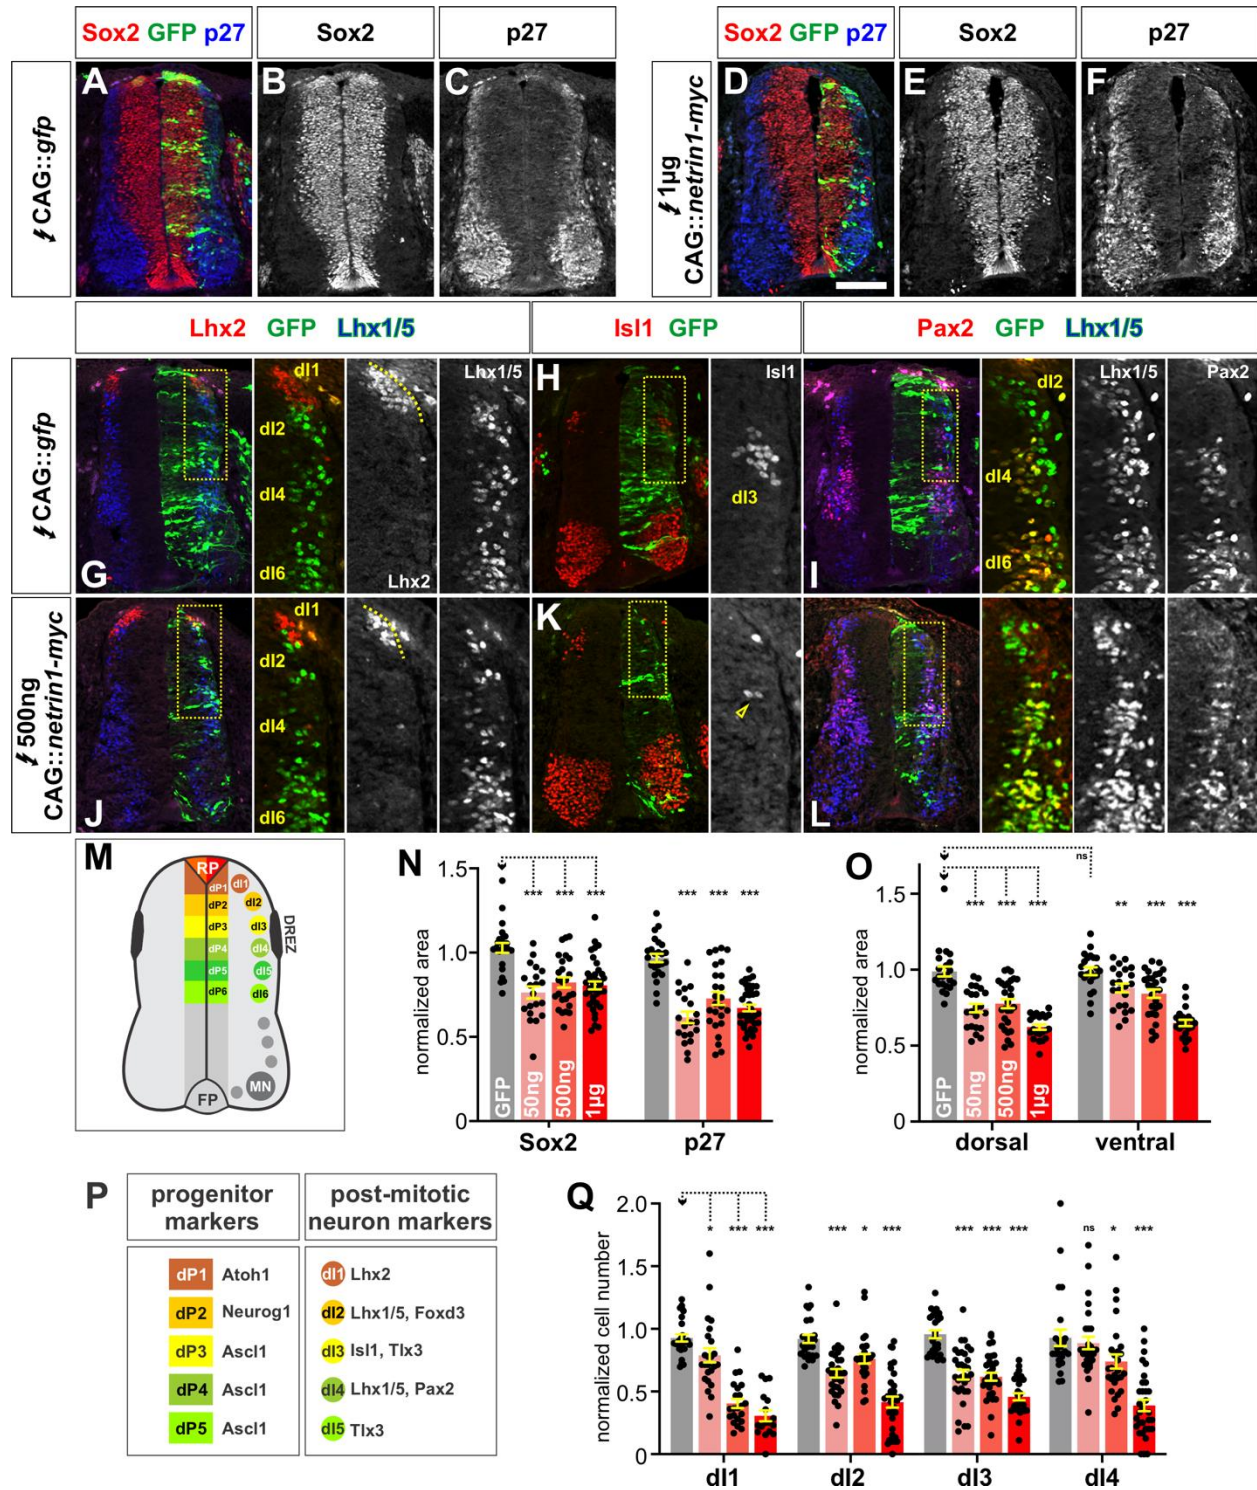 Sox2 GFP p27
Sox2
p27
Sox2 GFP p27
Sox2
p27
CAG::gfp
A
B
C
1µg
CAG::netrin1-myc
D
E
F
Lhx2 GFP Lhx1/5
Isl1 GFP
Pax2 GFP Lhx1/5
CAG::gfp
G
dI1
dI2
dI4
dI6
Lhx2
Lhx1/5
H
Isl1
dI3
I
dI2
dI4
dI6
Lhx1/5
Pax2
500ng
CAG::netrin1-myc
J
dI1
dI2
dI4
dI6
K
L
M
RP
dP1
dP2
dP3
dP4
dP5
dP6
dI1
dI2
dI3
dI4
dI5
dI6
DREZ
MN
FP
N
normalized area
1.5
1.0
0.5
0
*** *** ***
*** *** ***
GFP
50ng
500ng
1µg
Sox2
p27
O
normalized area
1.5
1.0
0.5
0
ns
*** *** ***
** *** ***
GFP
50ng
500ng
1µg
dorsal
ventral
P
progenitor
markers
post-mitotic
neuron markers
dP1 Atoh1
dP2 Neurog1
dP3 Ascl1
dP4 Ascl1
dP5 Ascl1
dI1 Lhx2
dI2 Lhx1/5, Foxd3
dI3 Isl1, Tlx3
dI4 Lhx1/5, Pax2
dI5 Tlx3
Q
normalized cell number
2.0
1.5
1.0
0.5
0
* *** ***
*** * ***
*** *** ***
ns * ***
dI1
dI2
dI3
dI4